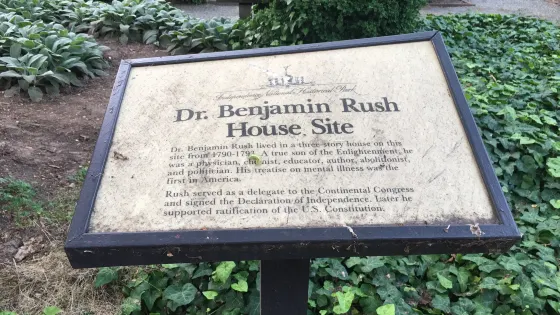 Independence National Historical Park
Dr. Benjamin Rush
House Site
Dr. Benjamin Rush lived in a three-story house on this
site from 1790-1793. A true son of the Enlightenment, he
was a physician, chemist, educator, author, abolitionist,
and politician. His treatise on mental illness was the
first in America.
Rush served as a delegate to the Continental Congress
and signed the Declaration of Independence. Later he
supported ratification of the U.S. Constitution.